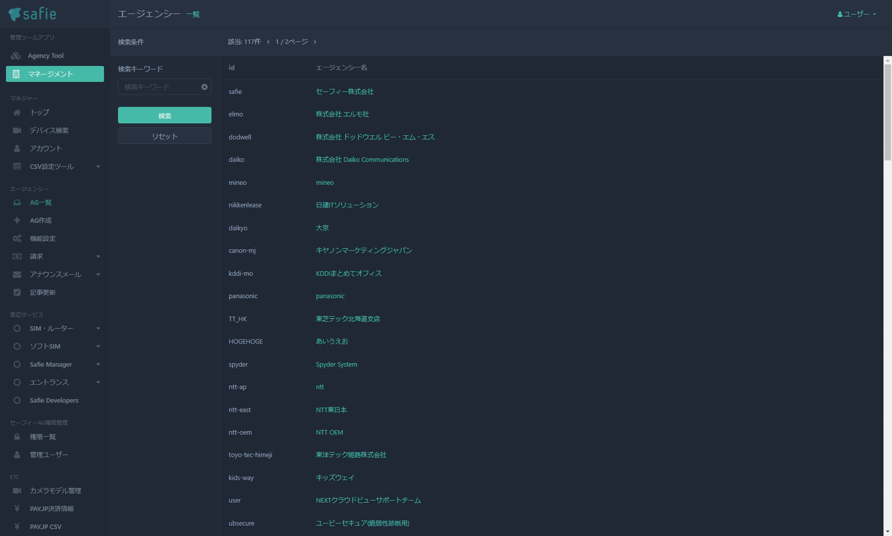 safie
エージェンシー 一覧
ユーザー
管理ツールアプリ
Agency Tool
マネージメント
マネジャー
トップ
デバイス検索
アカウント
CSV設定ツール
エージェンシー
AG一覧
AG作成
機能設定
請求
アナウンスメール
記事更新
周辺サービス
SIM・ルーター
ソフトSIM
Safie Manager
エントランス
Safie Developers
セーフィーAG権限管理
権限一覧
管理ユーザー
ETC
カメラモデル管理
PAYJP決済情報
PAYJP CSV
検索条件
検索キーワード
検索キーワード
検索
リセット
該当: 117件 < 1 / 2ページ >
id エージェンシー名
safie セーフィー株式会社
elmo 株式会社 エルモ社
dodwell 株式会社 ドッドウエル ビー・エム・エス
daiko 株式会社 Daiko Communications
mineo mineo
nikkenlease 日建ITソリューション
daikyo 大京
canon-mj キヤノンマーケティングジャパン
kddi-mo KDDIまとめてオフィス
panasonic panasonic
TT_HK 東芝テック北海道支店
HOGEHOGE あいうえお
spyder Spyder System
ntt-ap ntt
ntt-east NTT東日本
ntt-oem NTT OEM
toyo-tec-himeji 東洋テック姫路株式会社
kids-way キッズウェイ
user NEXTクラウドビューサポートチーム
ubsecure ユービーセキュア(脆弱性診断用)